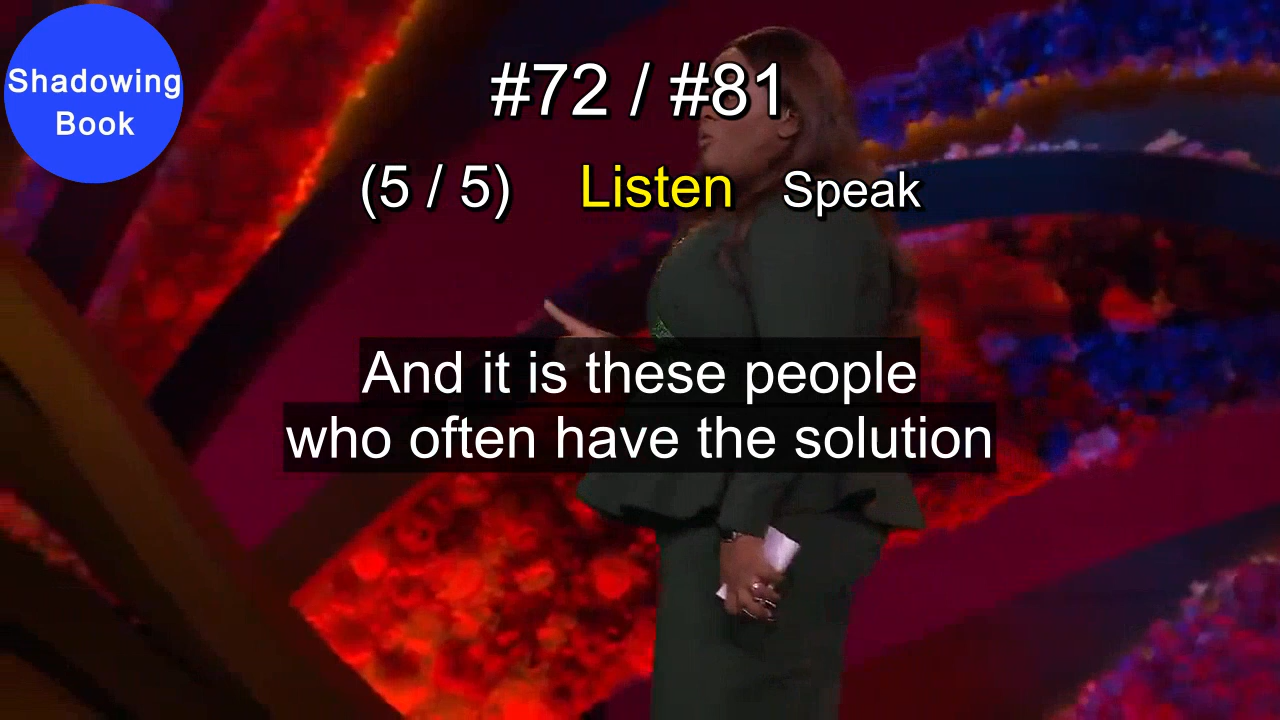 Shadowing
Book
#72 / #81
(5 / 5) Listen Speak
And it is these people
who often have the solution